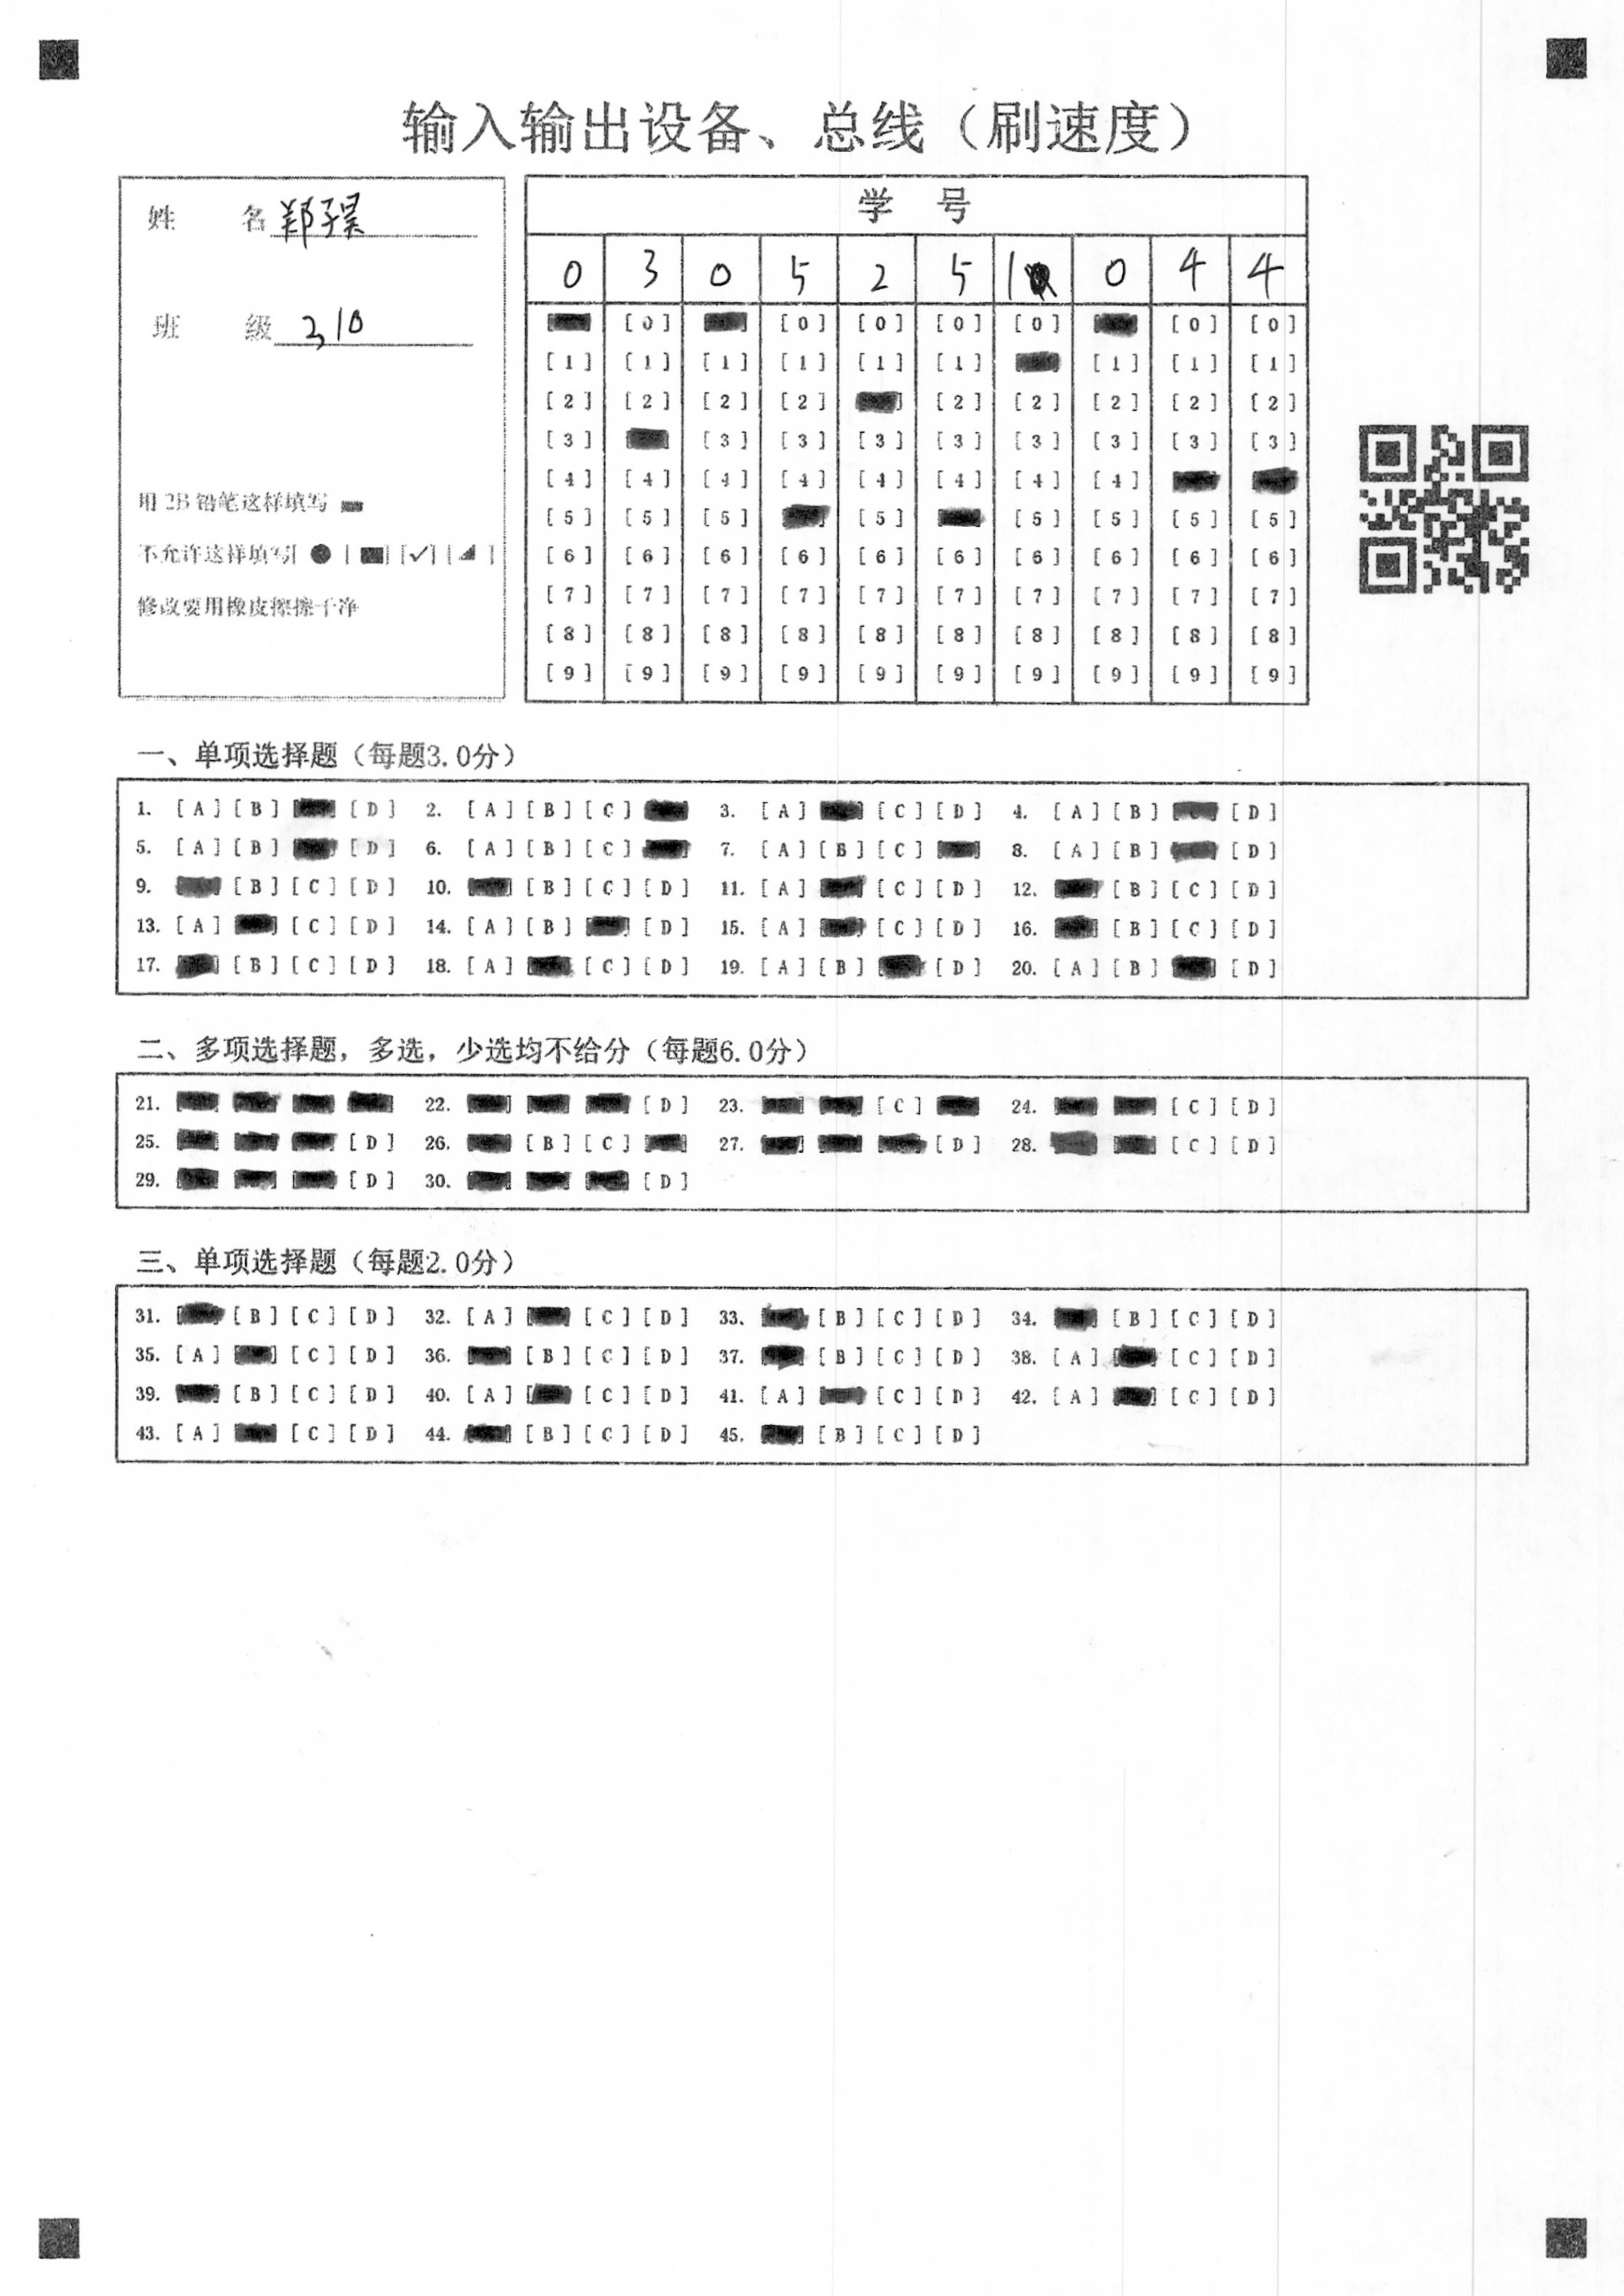 输入输出设备、总线（刷速度）
姓 名 郑子昊
班 级 310
用 2B 铅笔这样填写
不允许这样填写[ ● [ ■ ] [✓] [ ◢ ]
修改要用橡皮擦擦干净
学 号
0 3 0 5 2 5 1 0 4 4
[0] [0] [0] [0] [0] [0] [0]
[1] [1] [1] [1] [1] [1] [1] [1] [1]
[2] [2] [2] [2] [2] [2] [2] [2] [2]
[3] [3] [3] [3] [3] [3] [3] [3] [3]
[4] [4] [4] [4] [4] [4] [4] [4]
[5] [5] [5] [5] [5] [5] [5] [5]
[6] [6] [6] [6] [6] [6] [6] [6] [6] [6]
[7] [7] [7] [7] [7] [7] [7] [7] [7] [7]
[8] [8] [8] [8] [8] [8] [8] [8] [8] [8]
[9] [9] [9] [9] [9] [9] [9] [9] [9] [9]
一、单项选择题（每题3.0分）
1. [A] [B] [D] 2. [A] [B] [C] 3. [A] [C] [D] 4. [A] [B] [D]
5. [A] [B] [D] 6. [A] [B] [C] 7. [A] [B] [C] 8. [A] [B] [D]
9. [B] [C] [D] 10. [B] [C] [D] 11. [A] [C] [D] 12. [B] [C] [D]
13. [A] [C] [D] 14. [A] [B] [D] 15. [A] [C] [D] 16. [B] [C] [D]
17. [B] [C] [D] 18. [A] [C] [D] 19. [A] [B] [D] 20. [A] [B] [D]
二、多项选择题，多选，少选均不给分（每题6.0分）
21. 22. [D] 23. [C] 24. [C] [D]
25. [D] 26. [B] [C] 27. [D] 28. [C] [D]
29. [D] 30. [D]
三、单项选择题（每题2.0分）
31. [B] [C] [D] 32. [A] [C] [D] 33. [B] [C] [D] 34. [B] [C] [D]
35. [A] [C] [D] 36. [B] [C] [D] 37. [B] [C] [D] 38. [A] [C] [D]
39. [B] [C] [D] 40. [A] [C] [D] 41. [A] [C] [D] 42. [A] [C] [D]
43. [A] [C] [D] 44. [B] [C] [D] 45. [B] [C] [D]